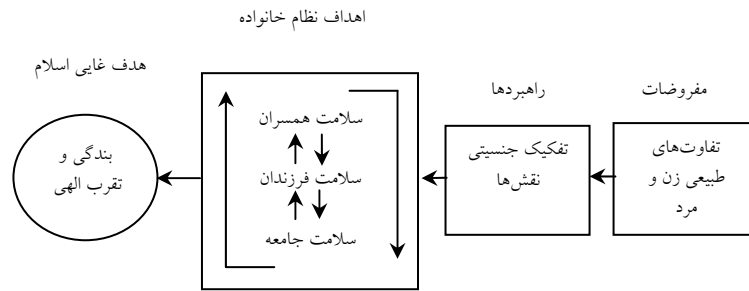 اهداف نظام خانواده
مفروضات
راهبردها
هدف غایی اسلام
تفاوت‌های
طبیعی زن و
مرد
تفکیک جنسیتی
نقش‌ها
سلامت همسران
سلامت فرزندان
سلامت جامعه
بندگی و
تقرب الهی